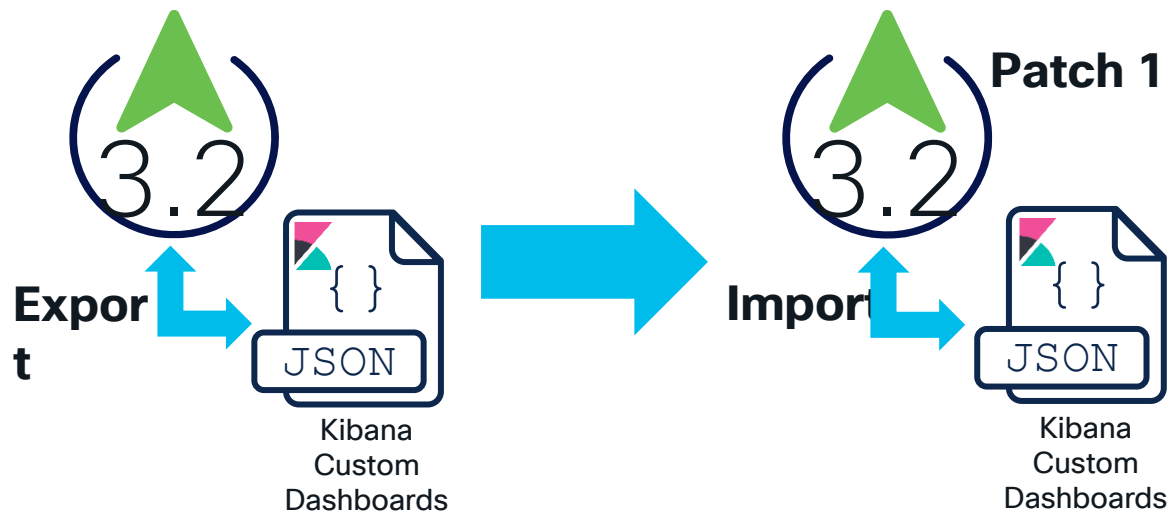 3.2
Expor
t
{ }
JSON
Kibana
Custom
Dashboards
Patch 1
3.2
Import
{ }
JSON
Kibana
Custom
Dashboards